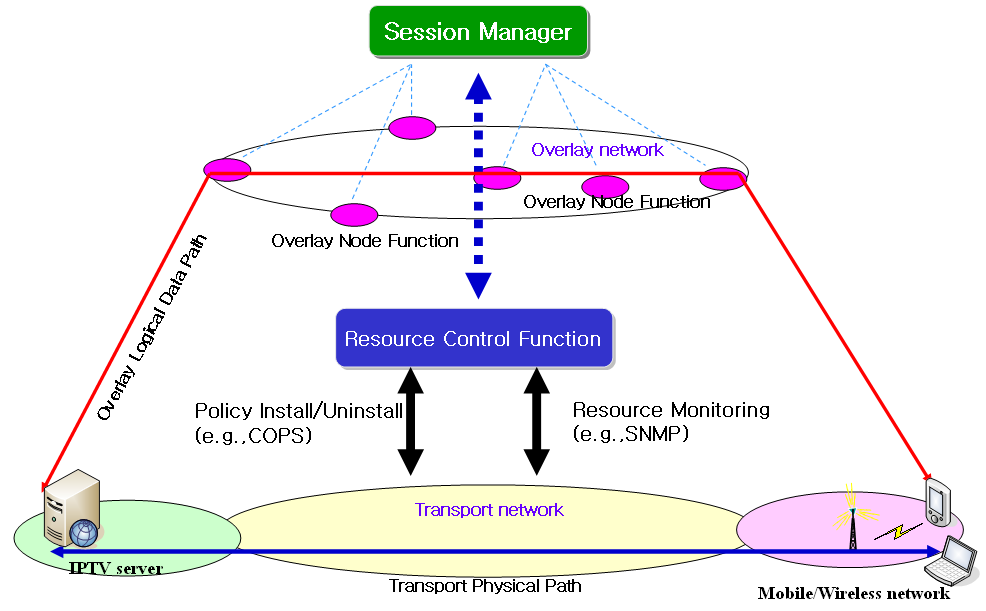 Session Manager
Overlay network
Overlay Node Function
Overlay Node Function
Overlay Logical Data Path
Resource Control Function
Policy Install/Uninstall
(e.g.,COPS)
Resource Monitoring
(e.g.,SNMP)
Transport network
IPTV server
Transport Physical Path
Mobile/Wireless network